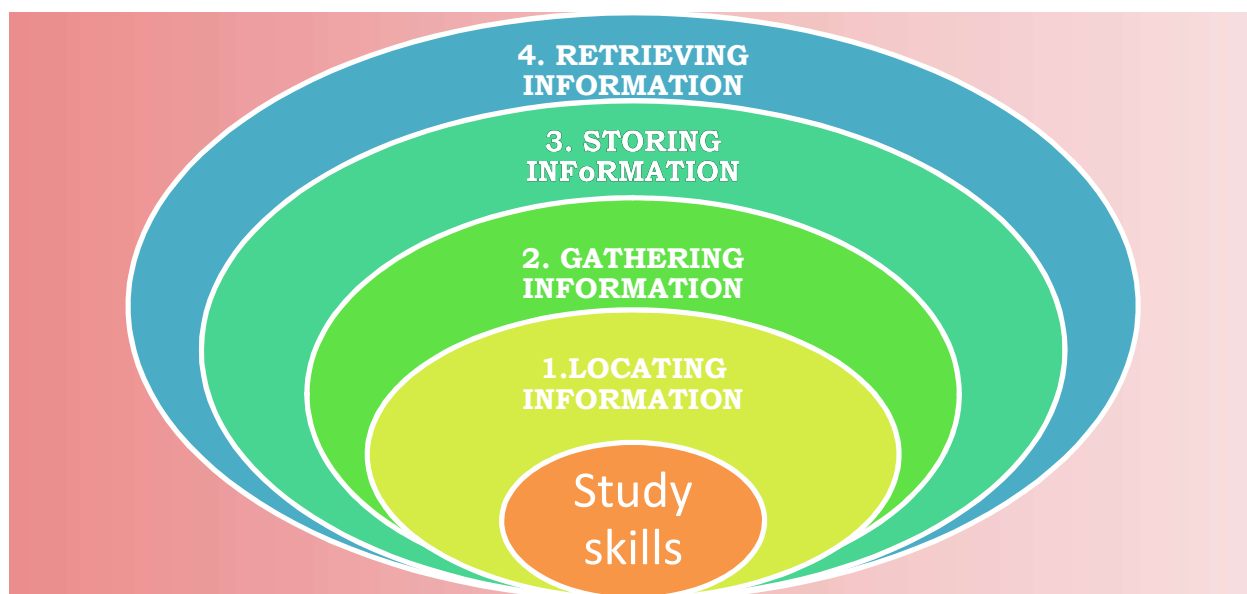 4. RETRIEVING
INFORMATION
3. STORING
INFoRMATION
2. GATHERING
INFORMATION
1.LOCATING
INFORMATION
Study
skills